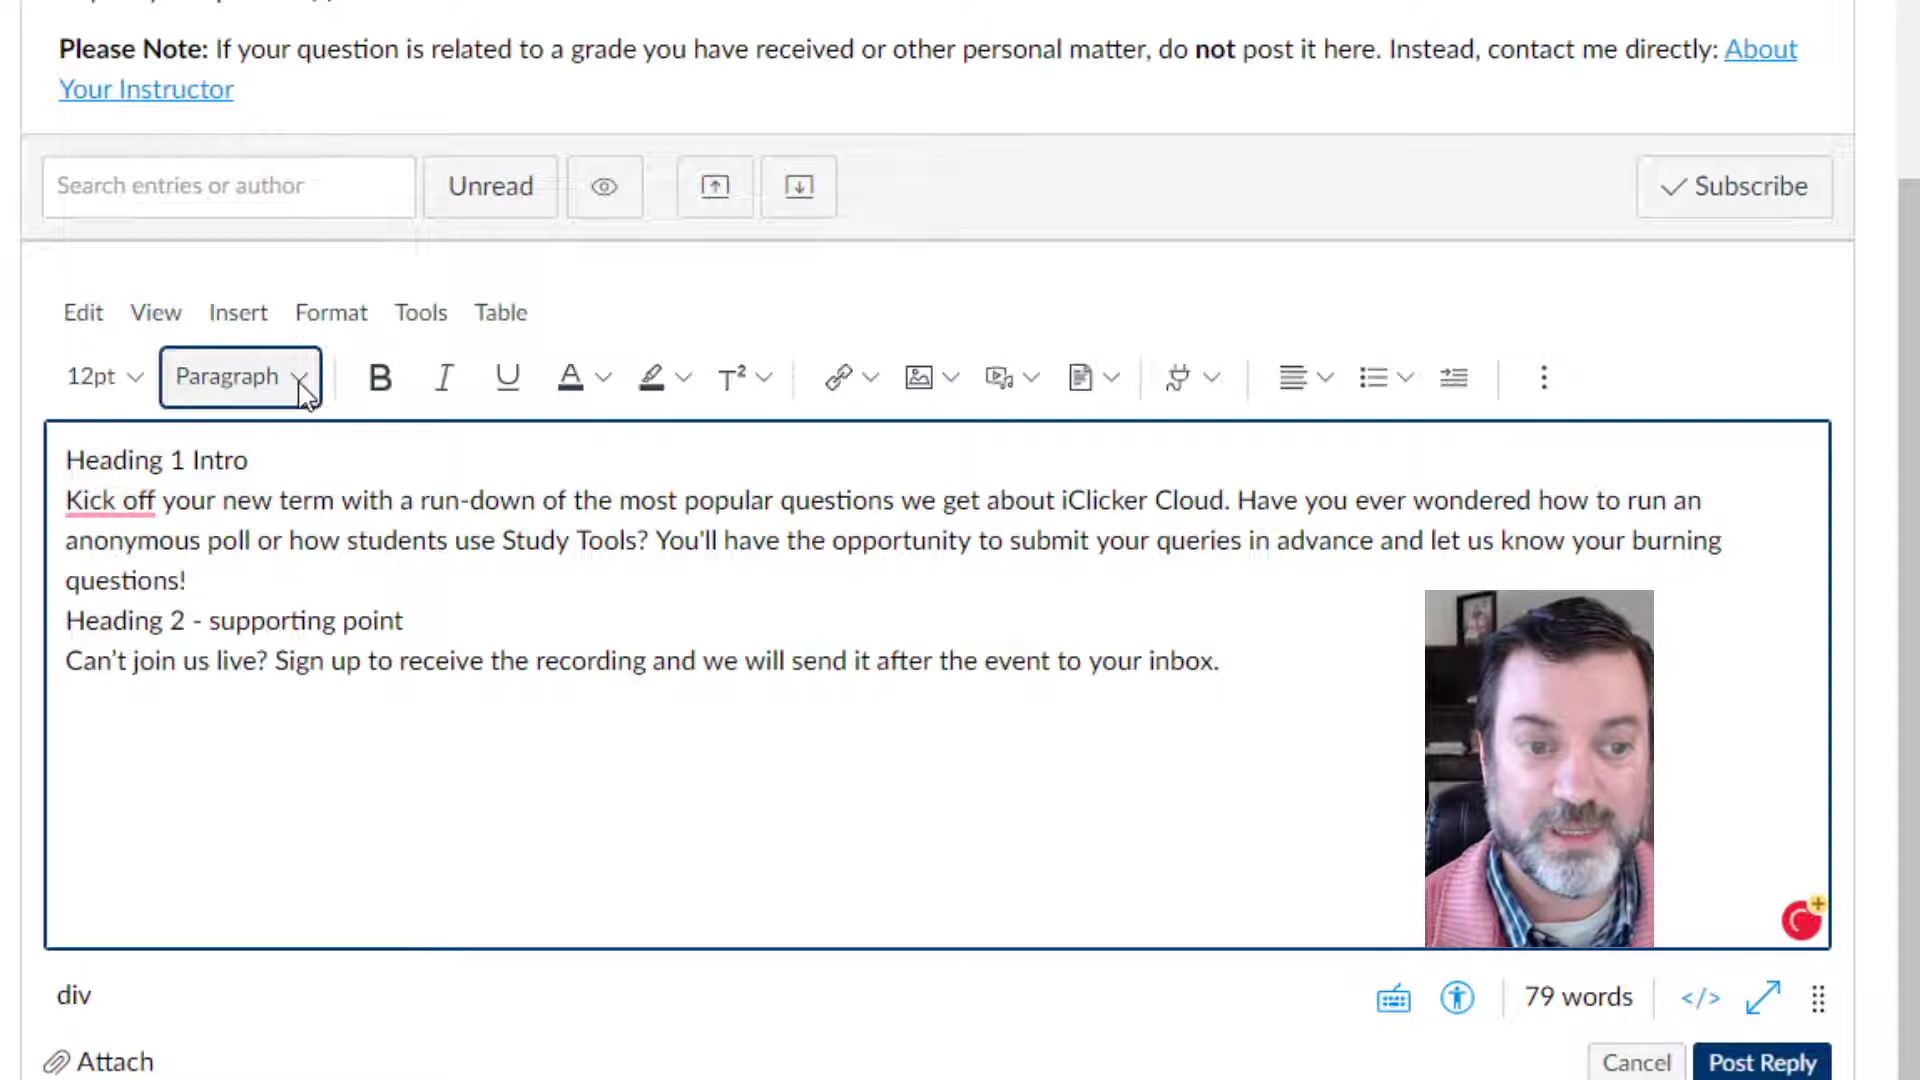 Please Note: If your question is related to a grade you have received or other personal matter, do not post it here. Instead, contact me directly: About
Your Instructor
Search entries or author
Unread
Subscribe
Edit View Insert Format Tools Table
12pt Paragraph B I U A T²
Heading 1 Intro
Kick off your new term with a run-down of the most popular questions we get about iClicker Cloud. Have you ever wondered how to run an
anonymous poll or how students use Study Tools? You'll have the opportunity to submit your queries in advance and let us know your burning
questions!
Heading 2 - supporting point
Can't join us live? Sign up to receive the recording and we will send it after the event to your inbox.
div
79 words </>
Attach
Cancel Post Reply